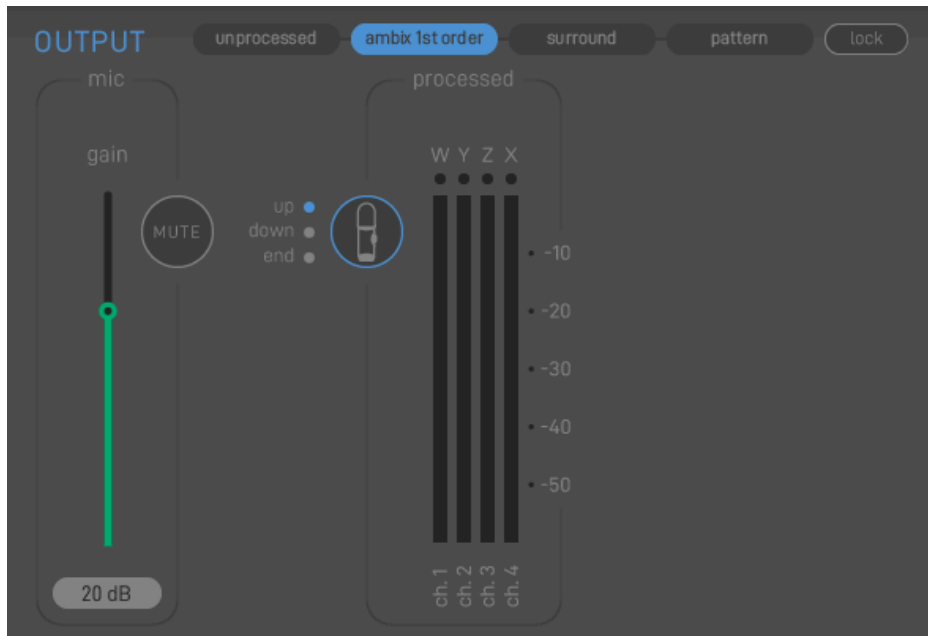 OUTPUT unprocessed ambix 1st order surround pattern lock
mic processed
gain W Y Z X
up
MUTE down
end
-10
-20
-30
-40
-50
20 dB ch. 1 ch. 2 ch. 3 ch. 4